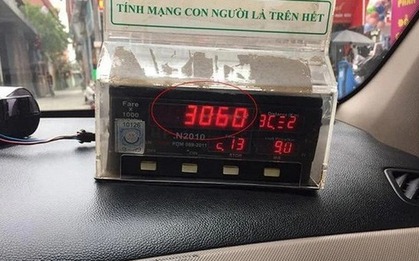 TÍNH MẠNG CON NGƯỜI LÀ TRÊN HẾT
Fare
X
1000
3060
N2010
c. 13
9.0